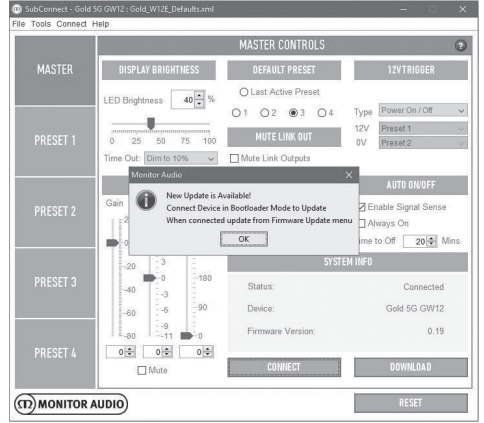 SubConnect - Gold 5G GW12 : Gold_W12E_Defaults.xml
File Tools Connect Help
MASTER CONTROLS ?
MASTER
PRESET 1
PRESET 2
PRESET 3
PRESET 4
DISPLAY BRIGHTNESS
LED Brightness 40 %
0 25 50 75 100
Time Out: Dim to 10%
DEFAULT PRESET
Last Active Preset
1 2 3 4
MUTE LINK OUT
Mute Link Outputs
12V TRIGGER
Type Power On / Off
12V Preset 1
0V Preset 2
Monitor Audio
New Update is Available!
Connect Device in Bootloader Mode to Update
When connected update from Firmware Update menu
OK
Gain
-20
-40
-60
-80
3
0
-3
-6
-9
-11
-180
-90
0
0 0 0
Mute
AUTO ON/OFF
Enable Signal Sense
Always On
ime to Off 20 Mins
SYSTEM INFO
Status: Connected
Device: Gold 5G GW12
Firmware Version: 0.19
CONNECT
DOWNLOAD
MONITOR AUDIO
RESET